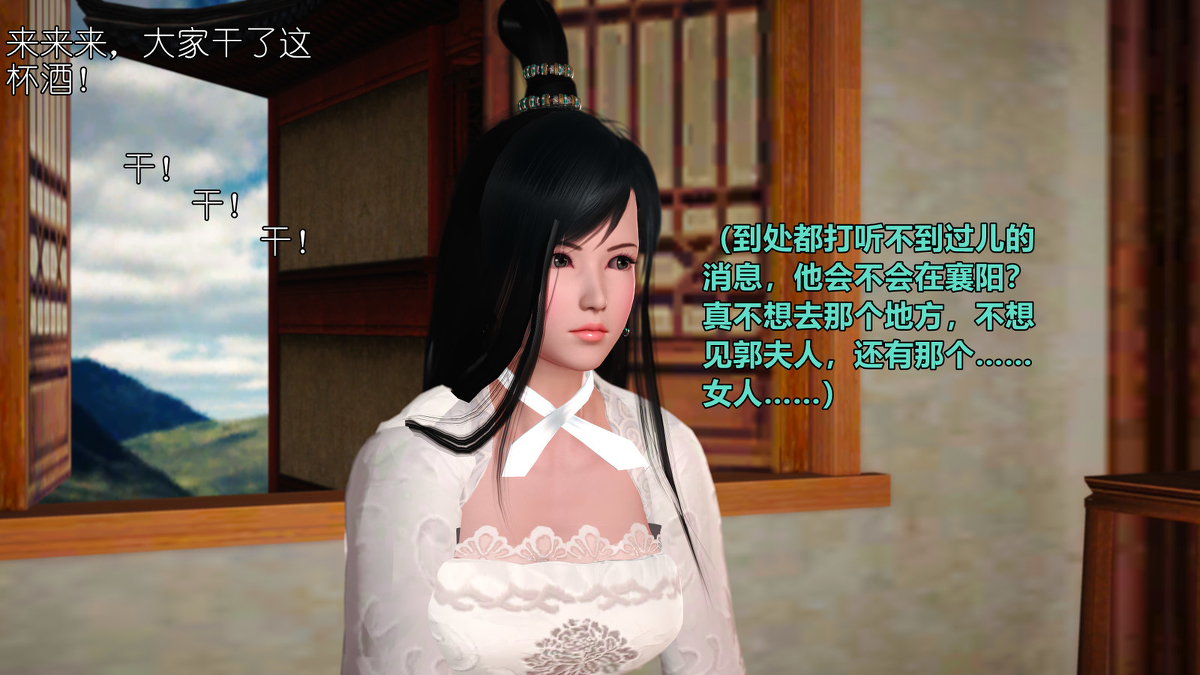 来来来，大家干了这
杯酒！
干！
干！
干！
（到处都打听不到过儿的
消息，他会不会在襄阳？
真不想去那个地方，不想
见郭夫人，还有那个……
女人……）